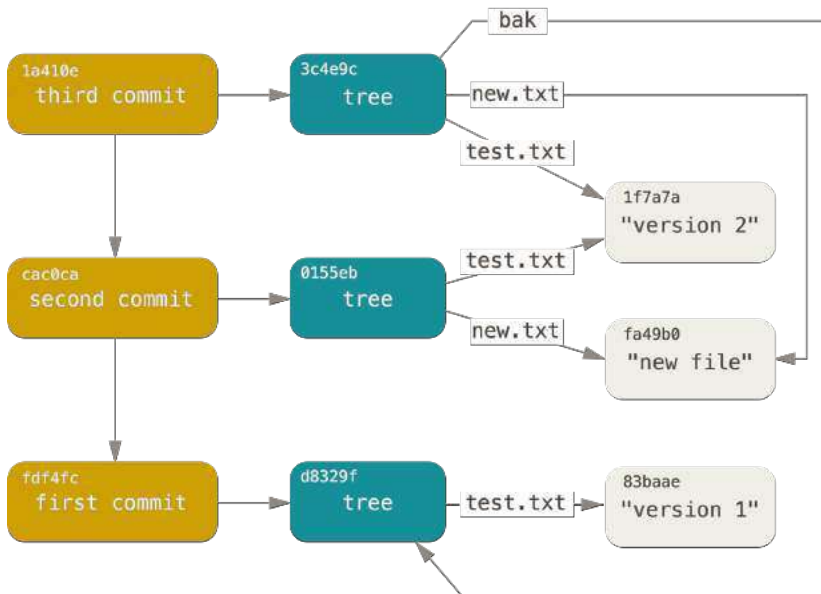 bak
1a410e
third commit
3c4e9c
tree
new.txt
test.txt
1f7a7a
"version 2"
cac0ca
second commit
0155eb
tree
test.txt
new.txt
fa49b0
"new file"
fdf4fc
first commit
d8329f
tree
test.txt
83baae
"version 1"